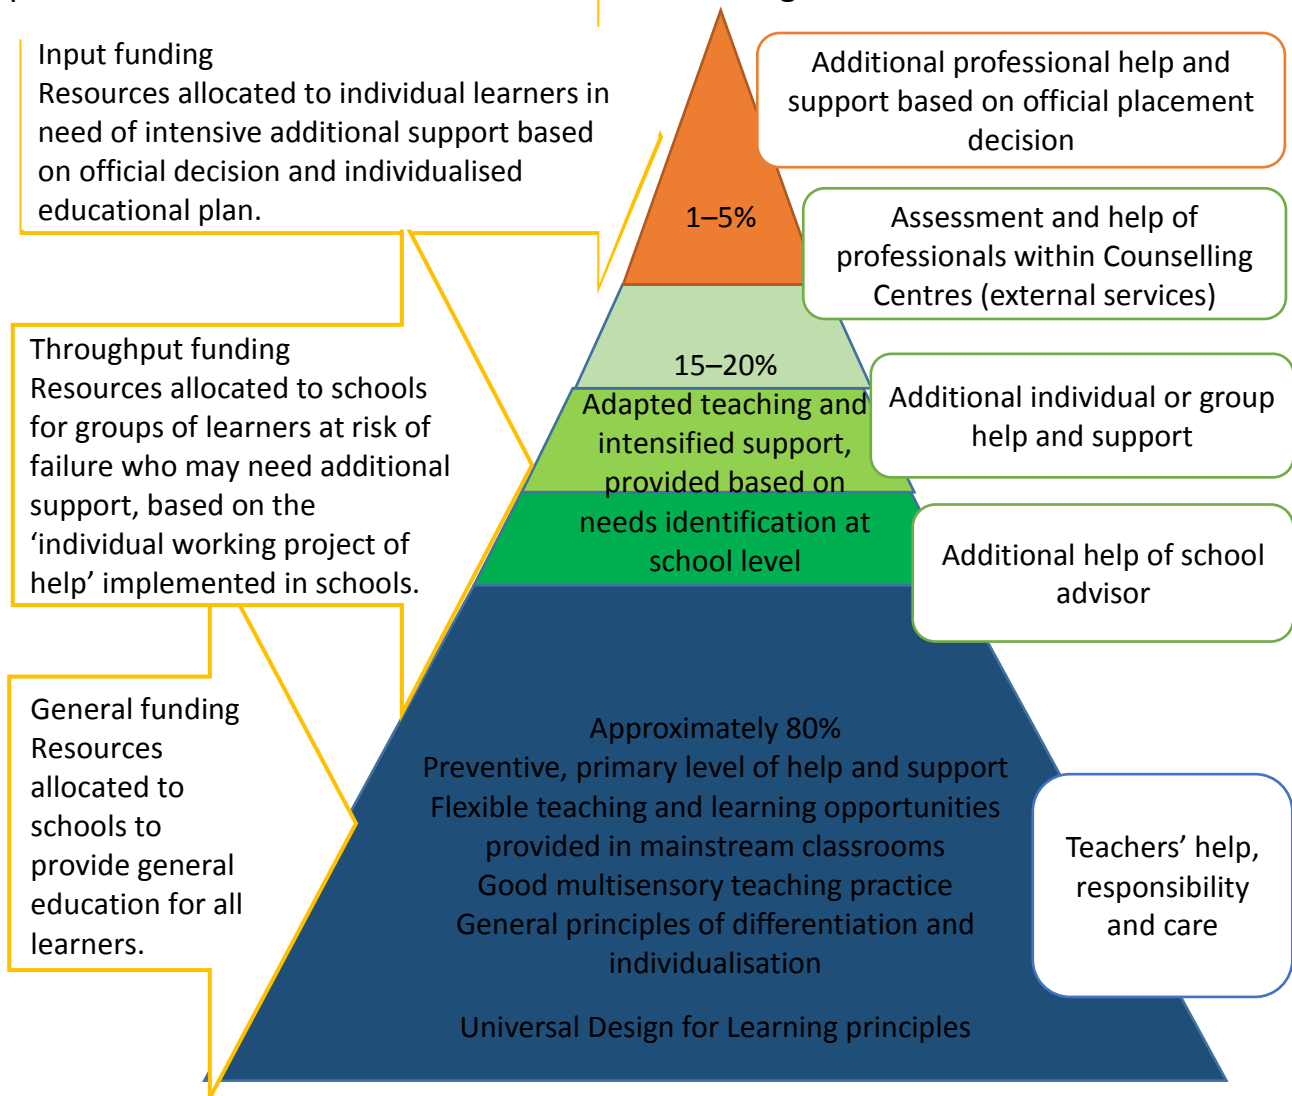 Input funding
Resources allocated to individual learners in
need of intensive additional support based
on official decision and individualised
educational plan.
Throughput funding
Resources allocated to schools
for groups of learners at risk of
failure who may need additional
support, based on the
‘individual working project of
help’ implemented in schools.
General funding
Resources
allocated to
schools to
provide general
education for all
learners.
1–5%
15–20%
Adapted teaching and
intensified support,
provided based on
needs identification at
school level
Approximately 80%
Preventive, primary level of help and support
Flexible teaching and learning opportunities
provided in mainstream classrooms
Good multisensory teaching practice
General principles of differentiation and
individualisation
Universal Design for Learning principles
Additional professional help and
support based on official placement
decision
Assessment and help of
professionals within Counselling
Centres (external services)
Additional individual or group
help and support
Additional help of school
advisor
Teachers’ help,
responsibility
and care